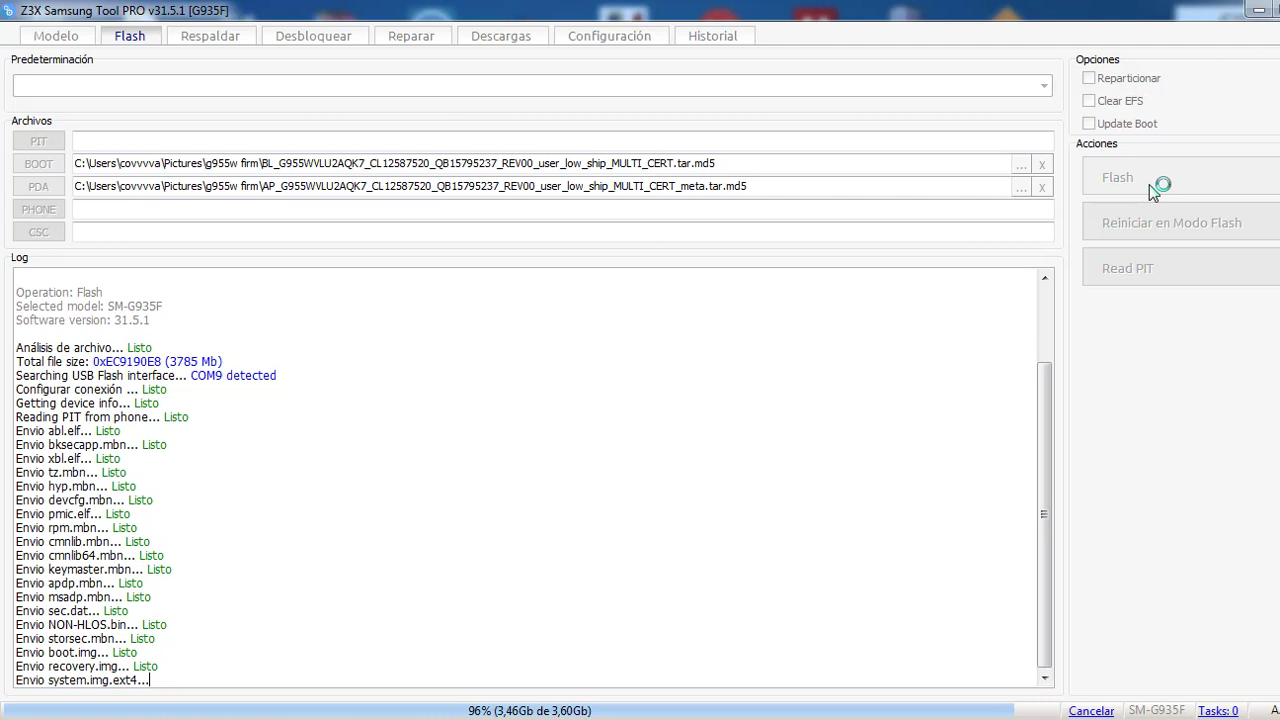 Z3X Samsung Tool PRO v31.5.1 [G935F]
Modelo Flash Respaldar Desbloquear Reparar Descargas Configuración Historial
Predeterminación
Archivos
PIT
BOOT C:\Users\covvvva\Pictures\g955w firm\BL_G955WVLU2AQK7_CL12587520_QB15795237_REV00_user_low_ship_MULTI_CERT.tar.md5 ... x
PDA C:\Users\covvvva\Pictures\g955w firm\AP_G955WVLU2AQK7_CL12587520_QB15795237_REV00_user_low_ship_MULTI_CERT_meta.tar.md5 ... x
PHONE
CSC
Opciones
Reparticionar
Clear EFS
Update Boot
Acciones
Flash
Reiniciar en Modo Flash
Read PIT
Log
Operation: Flash
Selected model: SM-G935F
Software version: 31.5.1
Análisis de archivo... Listo
Total file size: 0xEC9190E8 (3785 Mb)
Searching USB Flash interface... COM9 detected
Configurar conexión ... Listo
Getting device info... Listo
Reading PIT from phone... Listo
Envio abl.elf... Listo
Envio bksecapp.mbn... Listo
Envio xbl.elf... Listo
Envio tz.mbn... Listo
Envio hyp.mbn... Listo
Envio devcfg.mbn... Listo
Envio pmic.elf... Listo
Envio rpm.mbn... Listo
Envio cmnlib.mbn... Listo
Envio cmnlib64.mbn... Listo
Envio keymaster.mbn... Listo
Envio apdp.mbn... Listo
Envio msadp.mbn... Listo
Envio sec.dat... Listo
Envio NON-HLOS.bin... Listo
Envio storsec.mbn... Listo
Envio boot.img... Listo
Envio recovery.img... Listo
Envio system.img.ext4...
96% (3,46Gb de 3,60Gb) Cancelar SM-G935F Tasks: 0 A